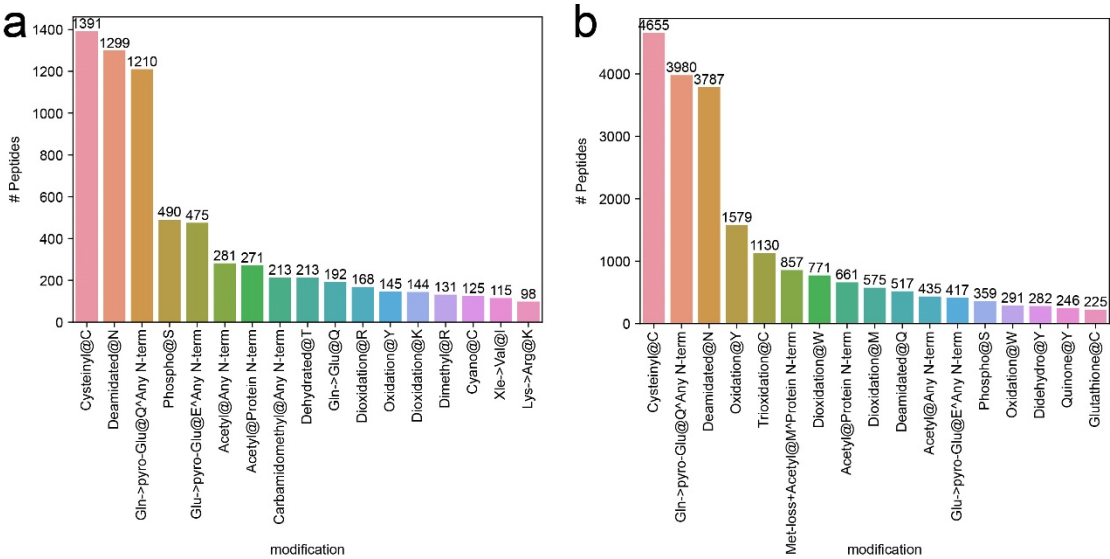 a
1391
1299
1210
490
475
281
271
213
213
192
168
145
144
131
125
115
98
1400
1200
1000
800
600
400
200
0
# Peptides
Cysteinyl@C
Deamidated@N
Gln->pyro-Glu@Q^Any N-term
Phospho@S
Glu->pyro-Glu@E^Any N-term
Acetyl@Any N-term
Acetyl@Protein N-term
Carbamidomethyl@Any N-term
Dehydrated@T
Gln->Glu@Q
Dioxidation@R
Oxidation@Y
Dioxidation@K
Dimethyl@R
Cyano@C
Xle->Val@I
Lys->Arg@K
modification
b
4655
3980
3787
1579
1130
857
771
661
575
517
435
417
359
291
282
246
225
4000
3000
2000
1000
0
# Peptides
Cysteinyl@C
Gln->pyro-Glu@Q^Any N-term
Deamidated@N
Oxidation@Y
Trioxidation@C
Met-loss+Acetyl@M^Protein N-term
Dioxidation@W
Acetyl@Protein N-term
Dioxidation@M
Deamidated@Q
Acetyl@Any N-term
Glu->pyro-Glu@E^Any N-term
Phospho@S
Oxidation@W
Didehydro@Y
Quinone@Y
Glutathione@C
modification